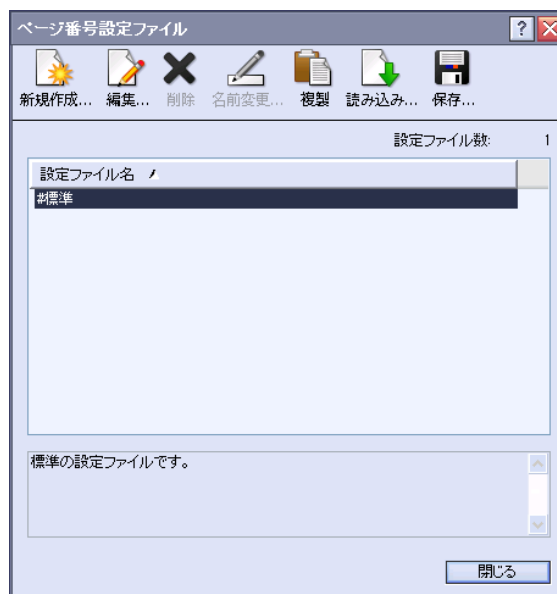 ページ番号設定ファイル
?
新規作成... 編集... 削除 名前変更... 複製 読み込み... 保存...
設定ファイル数: 1
設定ファイル名
#標準
標準の設定ファイルです。
閉じる